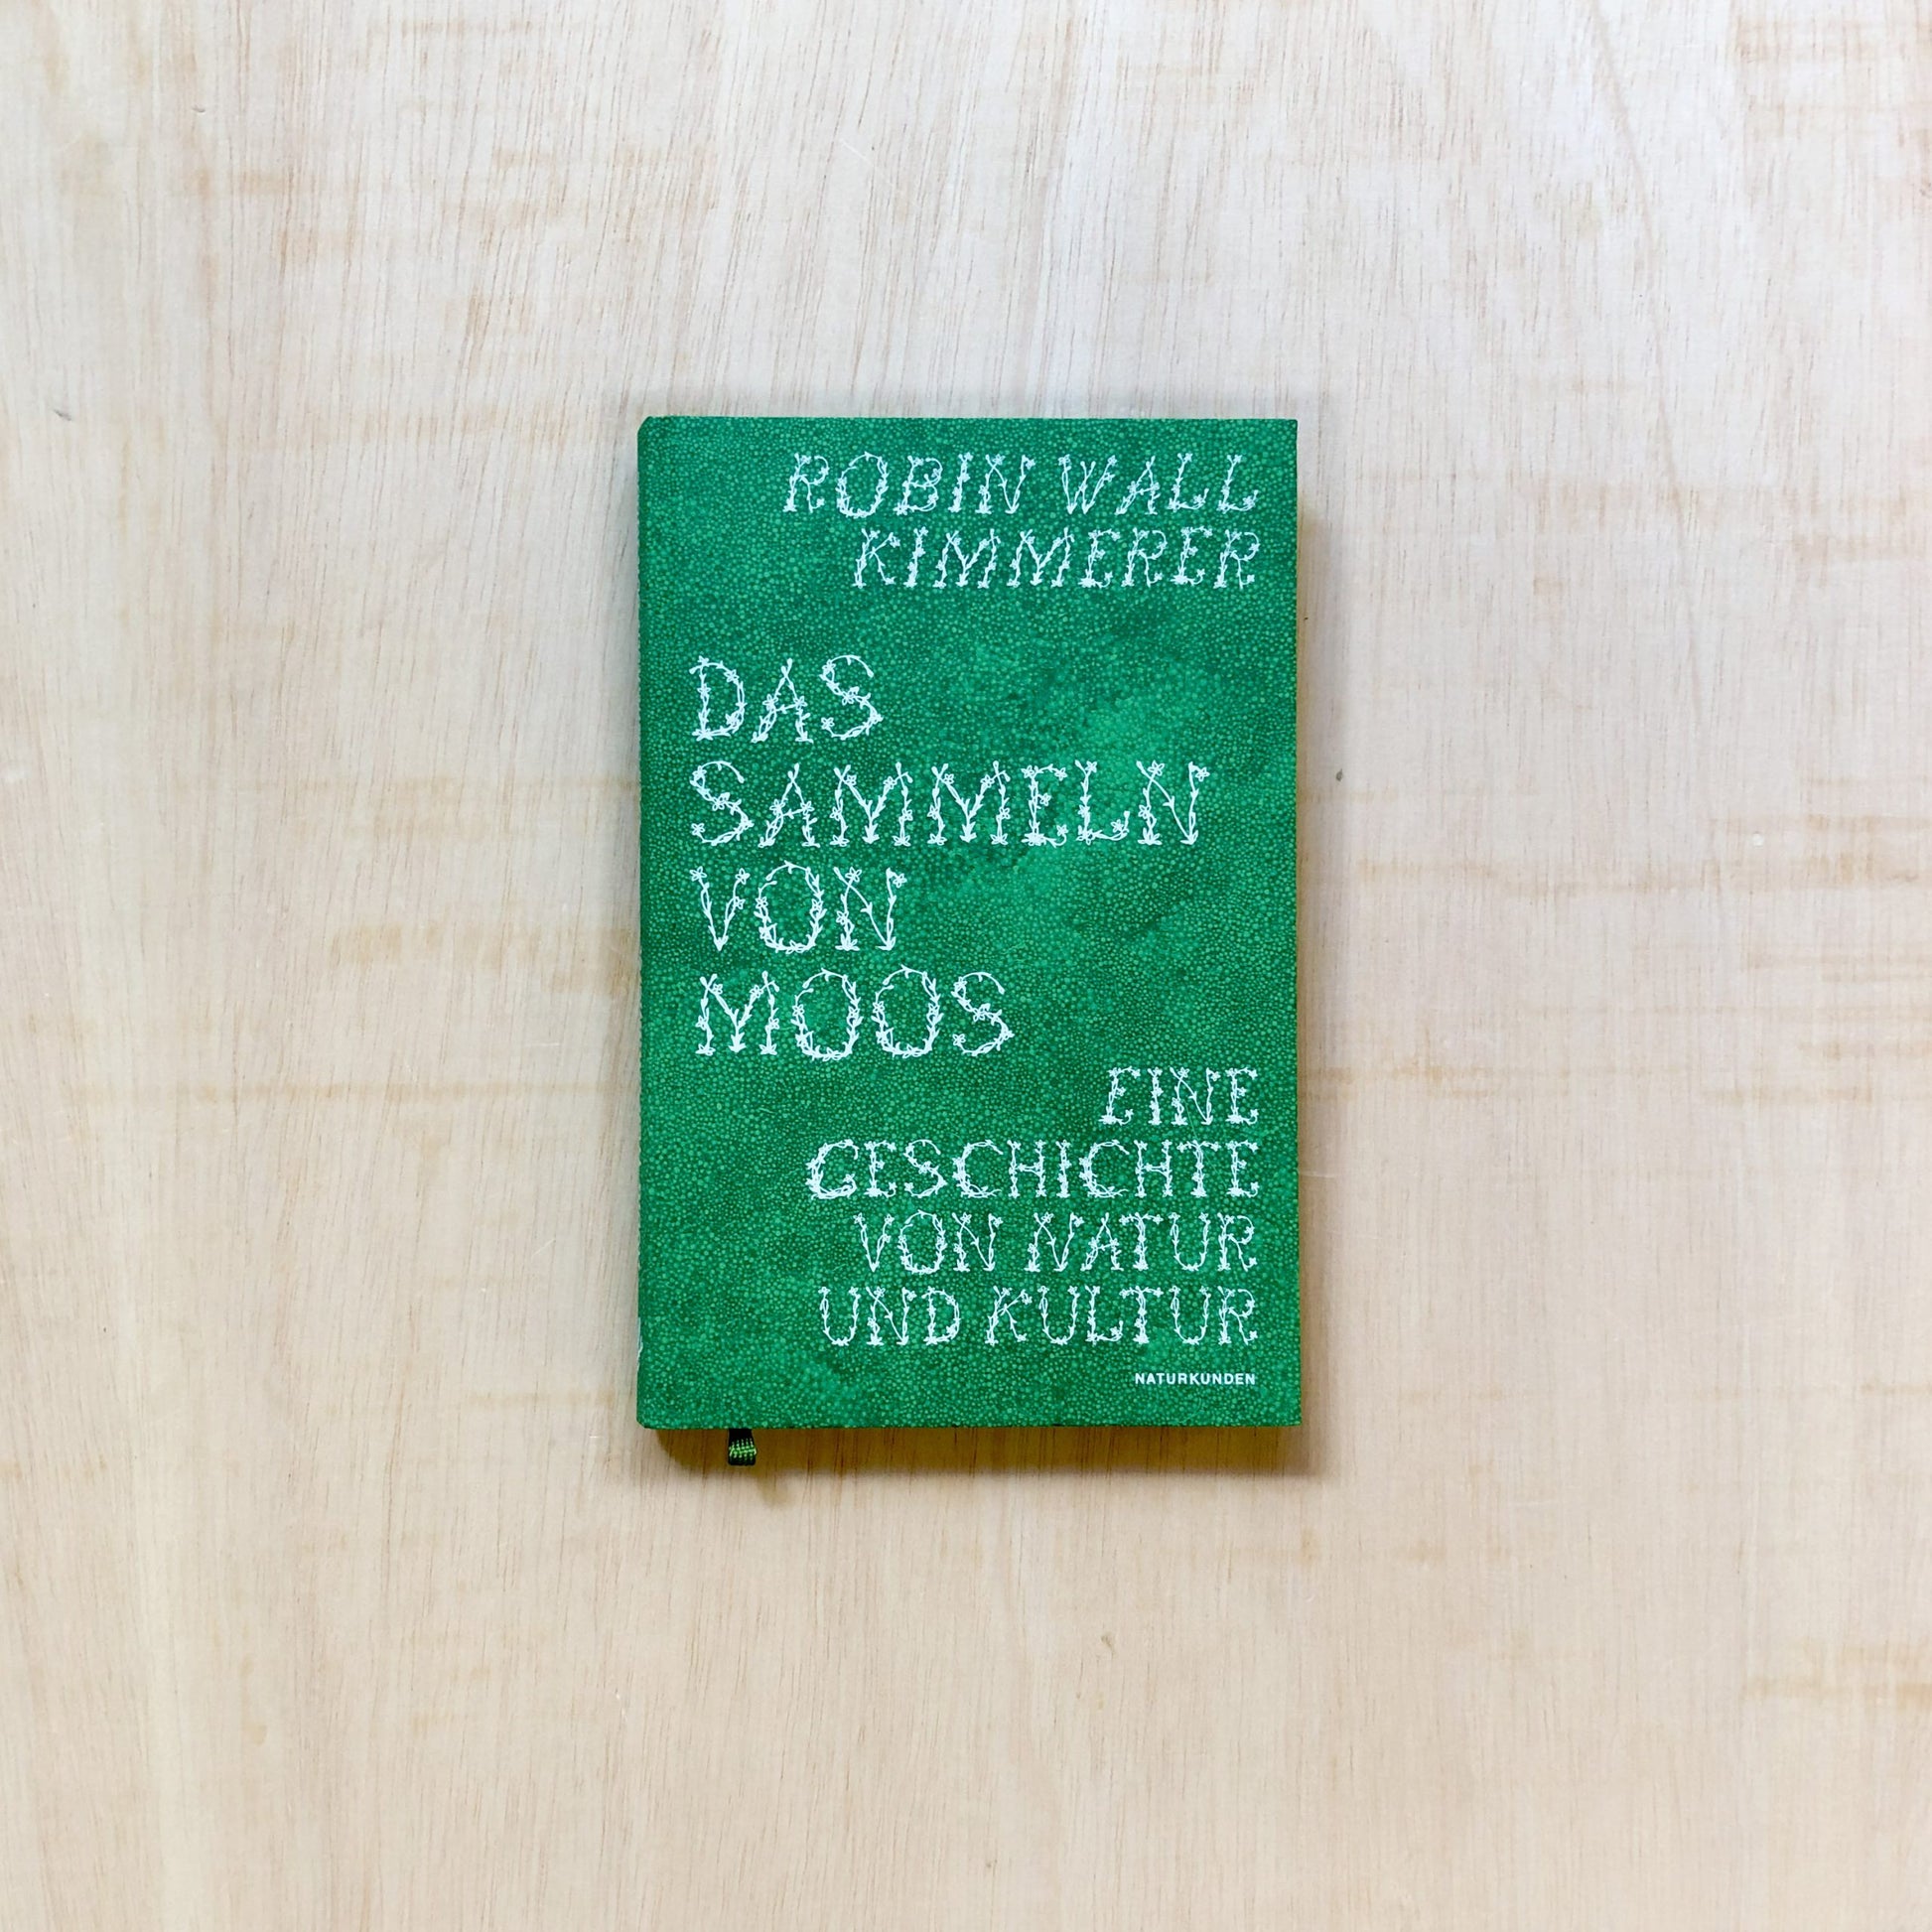 ROBIN WALL
KIMMERER
DAS
SAMMELN
VON
MOOS
EINE
GESCHICHTE
VON NATUR
UND KULTUR
NATURKUNDEN